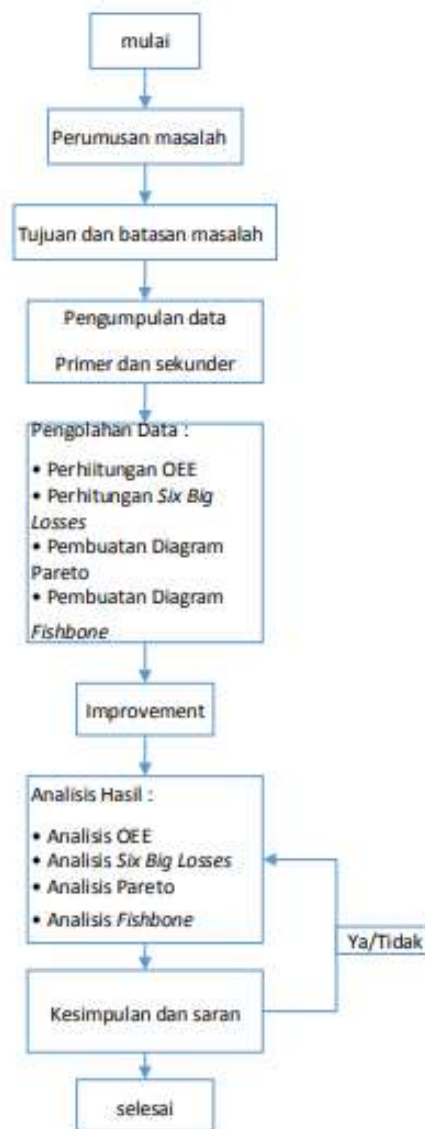 mulai
Perumusan masalah
Tujuan dan batasan masalah
Pengumpulan data
Primer dan sekunder
Pengolahan Data :
• Perhiitungan OEE
• Perhitungan Six Big
Losses
• Pembuatan Diagram
Pareto
• Pembuatan Diagram
Fishbone
Improvement
Analisis Hasil :
• Analisis OEE
• Analisis Six Big Losses
• Analisis Pareto
• Analisis Fishbone
Ya/Tidak
Kesimpulan dan saran
selesai